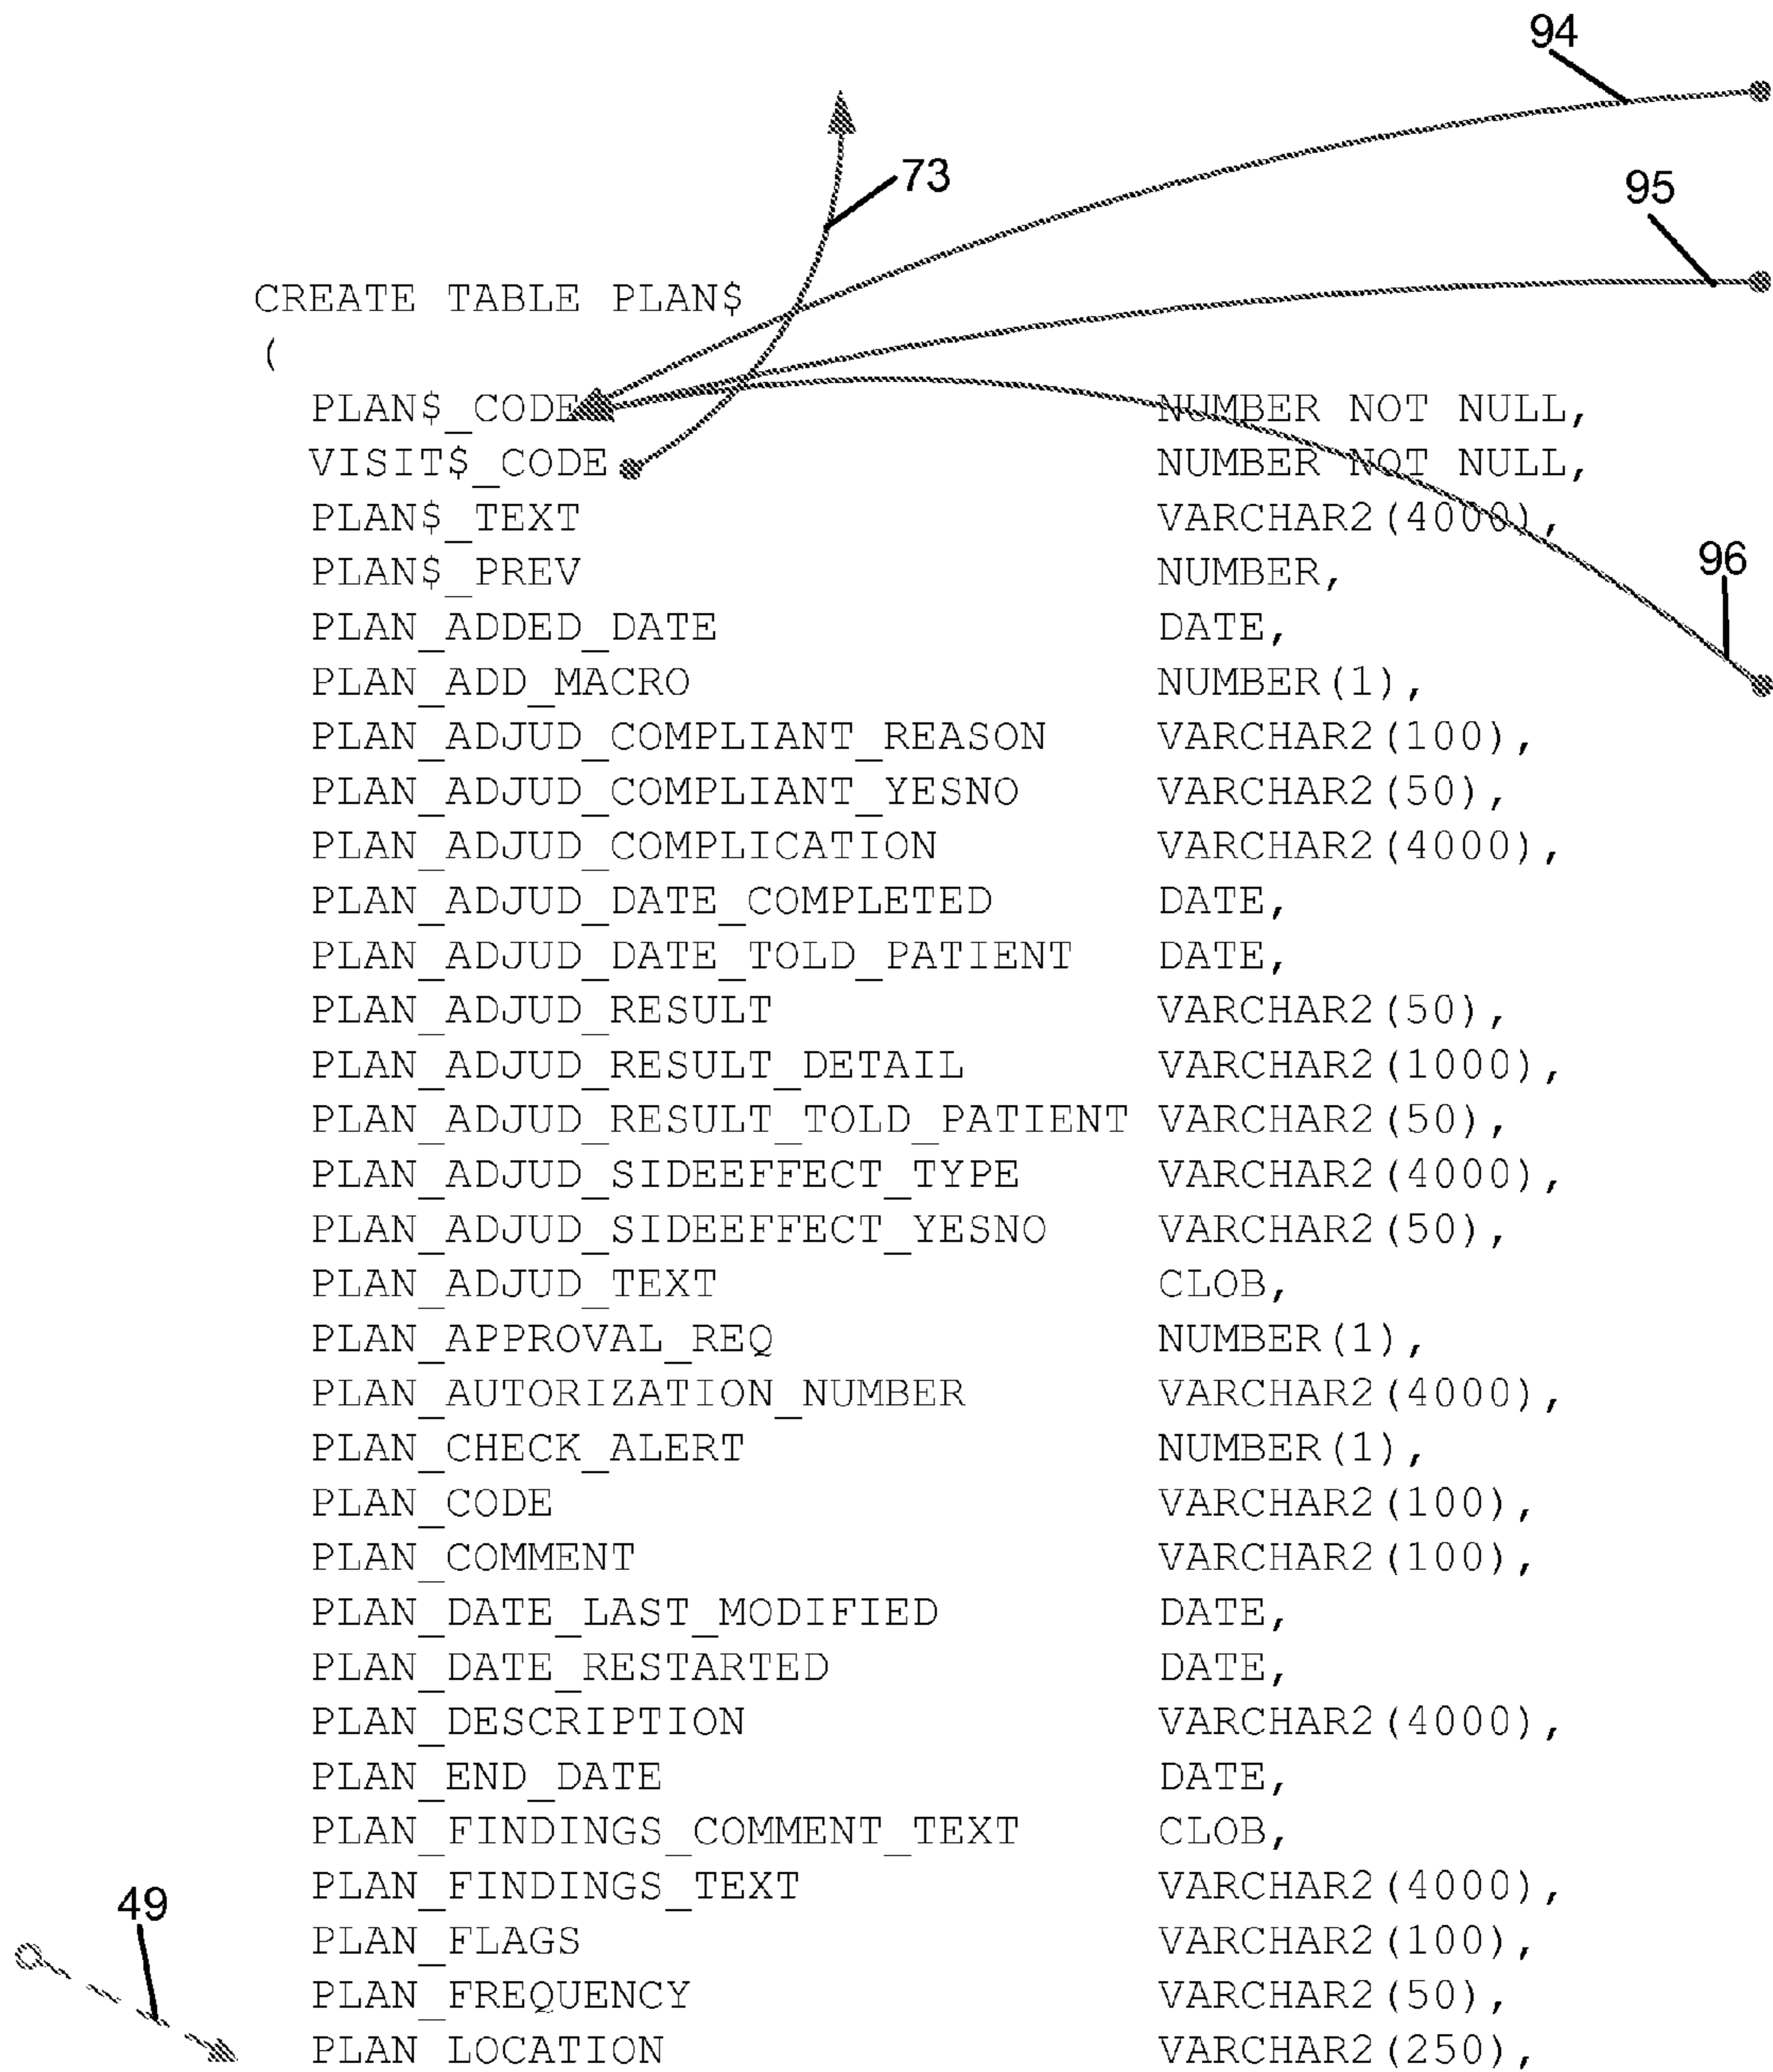 94
73
95
CREATE TABLE PLAN$
(
PLAN$_CODE NUMBER NOT NULL,
VISIT$_CODE NUMBER NOT NULL,
PLAN$_TEXT VARCHAR2(4000),
PLAN$_PREV NUMBER,
96
PLAN_ADDED_DATE DATE,
PLAN_ADD_MACRO NUMBER(1),
PLAN_ADJUD_COMPLIANT_REASON VARCHAR2(100),
PLAN_ADJUD_COMPLIANT_YESNO VARCHAR2(50),
PLAN_ADJUD_COMPLICATION VARCHAR2(4000),
PLAN_ADJUD_DATE_COMPLETED DATE,
PLAN_ADJUD_DATE_TOLD_PATIENT DATE,
PLAN_ADJUD_RESULT VARCHAR2(50),
PLAN_ADJUD_RESULT_DETAIL VARCHAR2(1000),
PLAN_ADJUD_RESULT_TOLD_PATIENT VARCHAR2(50),
PLAN_ADJUD_SIDEEFFECT_TYPE VARCHAR2(4000),
PLAN_ADJUD_SIDEEFFECT_YESNO VARCHAR2(50),
PLAN_ADJUD_TEXT CLOB,
PLAN_APPROVAL_REQ NUMBER(1),
PLAN_AUTORIZATION_NUMBER VARCHAR2(4000),
PLAN_CHECK_ALERT NUMBER(1),
PLAN_CODE VARCHAR2(100),
PLAN_COMMENT VARCHAR2(100),
PLAN_DATE_LAST_MODIFIED DATE,
PLAN_DATE_RESTARTED DATE,
PLAN_DESCRIPTION VARCHAR2(4000),
PLAN_END_DATE DATE,
PLAN_FINDINGS_COMMENT_TEXT CLOB,
PLAN_FINDINGS_TEXT VARCHAR2(4000),
49
PLAN_FLAGS VARCHAR2(100),
PLAN_FREQUENCY VARCHAR2(50),
PLAN LOCATION VARCHAR2(250),